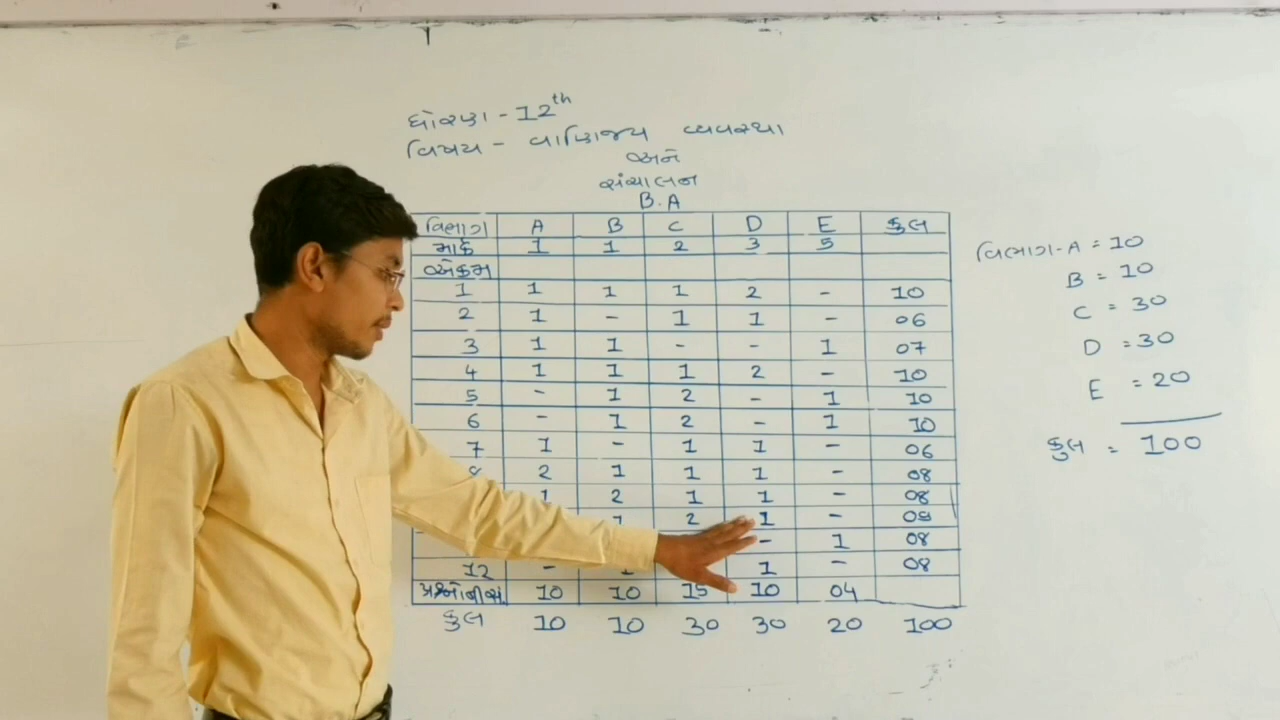 ધોરણ - 12th
વિષય - વાણિજ્ય વ્યવસ્થા
અને
સંચાલન
B.A
વિભાગ A B C D E કુલ
માર્ક 1 1 2 3 5
એકમ
1 1 1 1 2 - 10
2 1 - 1 1 - 06
3 1 1 - - 1 07
4 1 1 1 2 - 10
5 - 1 2 - 1 10
6 - 1 2 - 1 10
7 1 - 1 1 - 06
8 2 1 1 1 - 08
1 2 1 1 - 08
1 2 1 -
- 1 08
12 - 1 1 - 08
10 10 15 10 04
કુલ 10 10 30 30 20 100
વિભાગ-A = 10
B = 10
C = 30
D = 30
E = 20
કુલ = 100